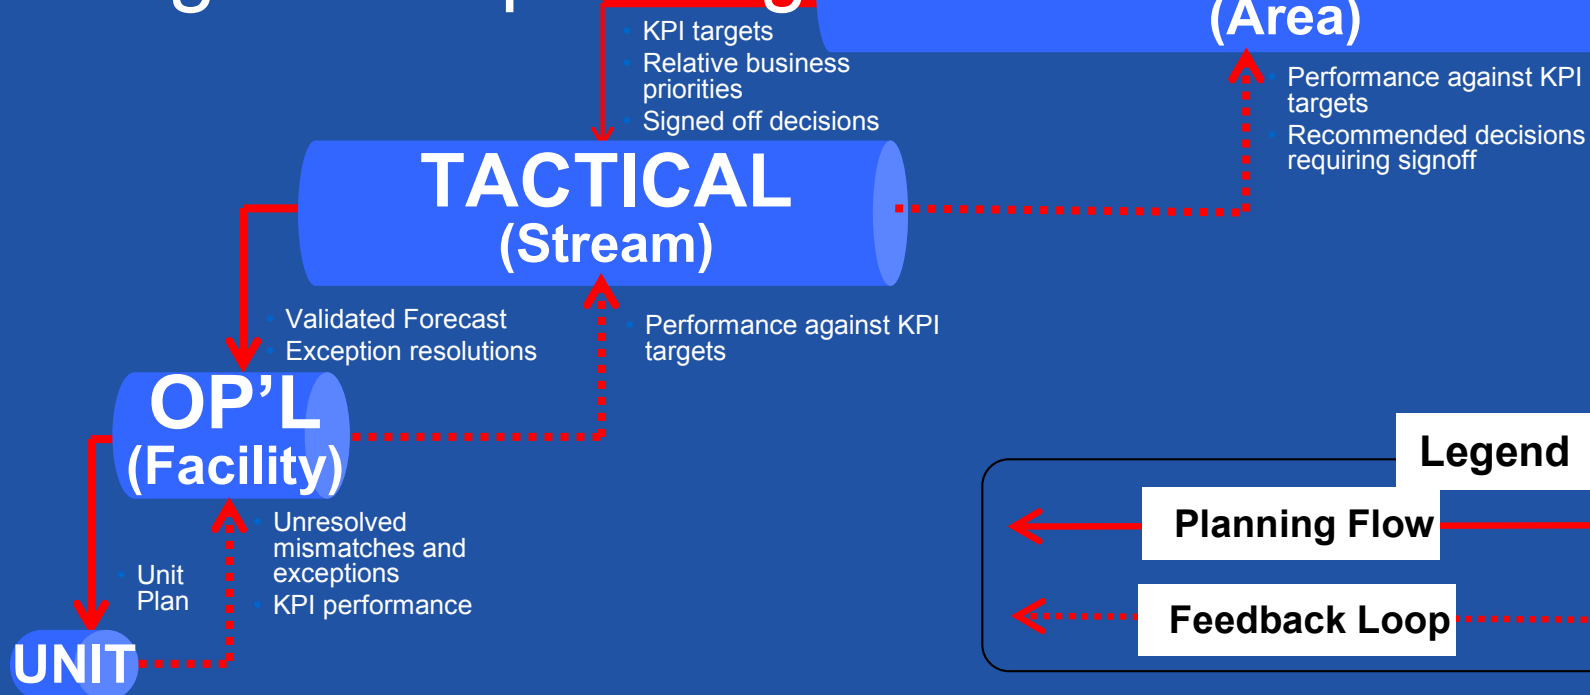 (Area)
KPI targets
Relative business
priorities
Signed off decisions
Performance against KPI
targets
Recommended decisions
requiring signoff
TACTICAL
(Stream)
Validated Forecast
Exception resolutions
Performance against KPI
targets
OP’L
(Facility)
Unresolved
mismatches and
exceptions
KPI performance
Unit
Plan
UNIT
Legend
Planning Flow
Feedback Loop